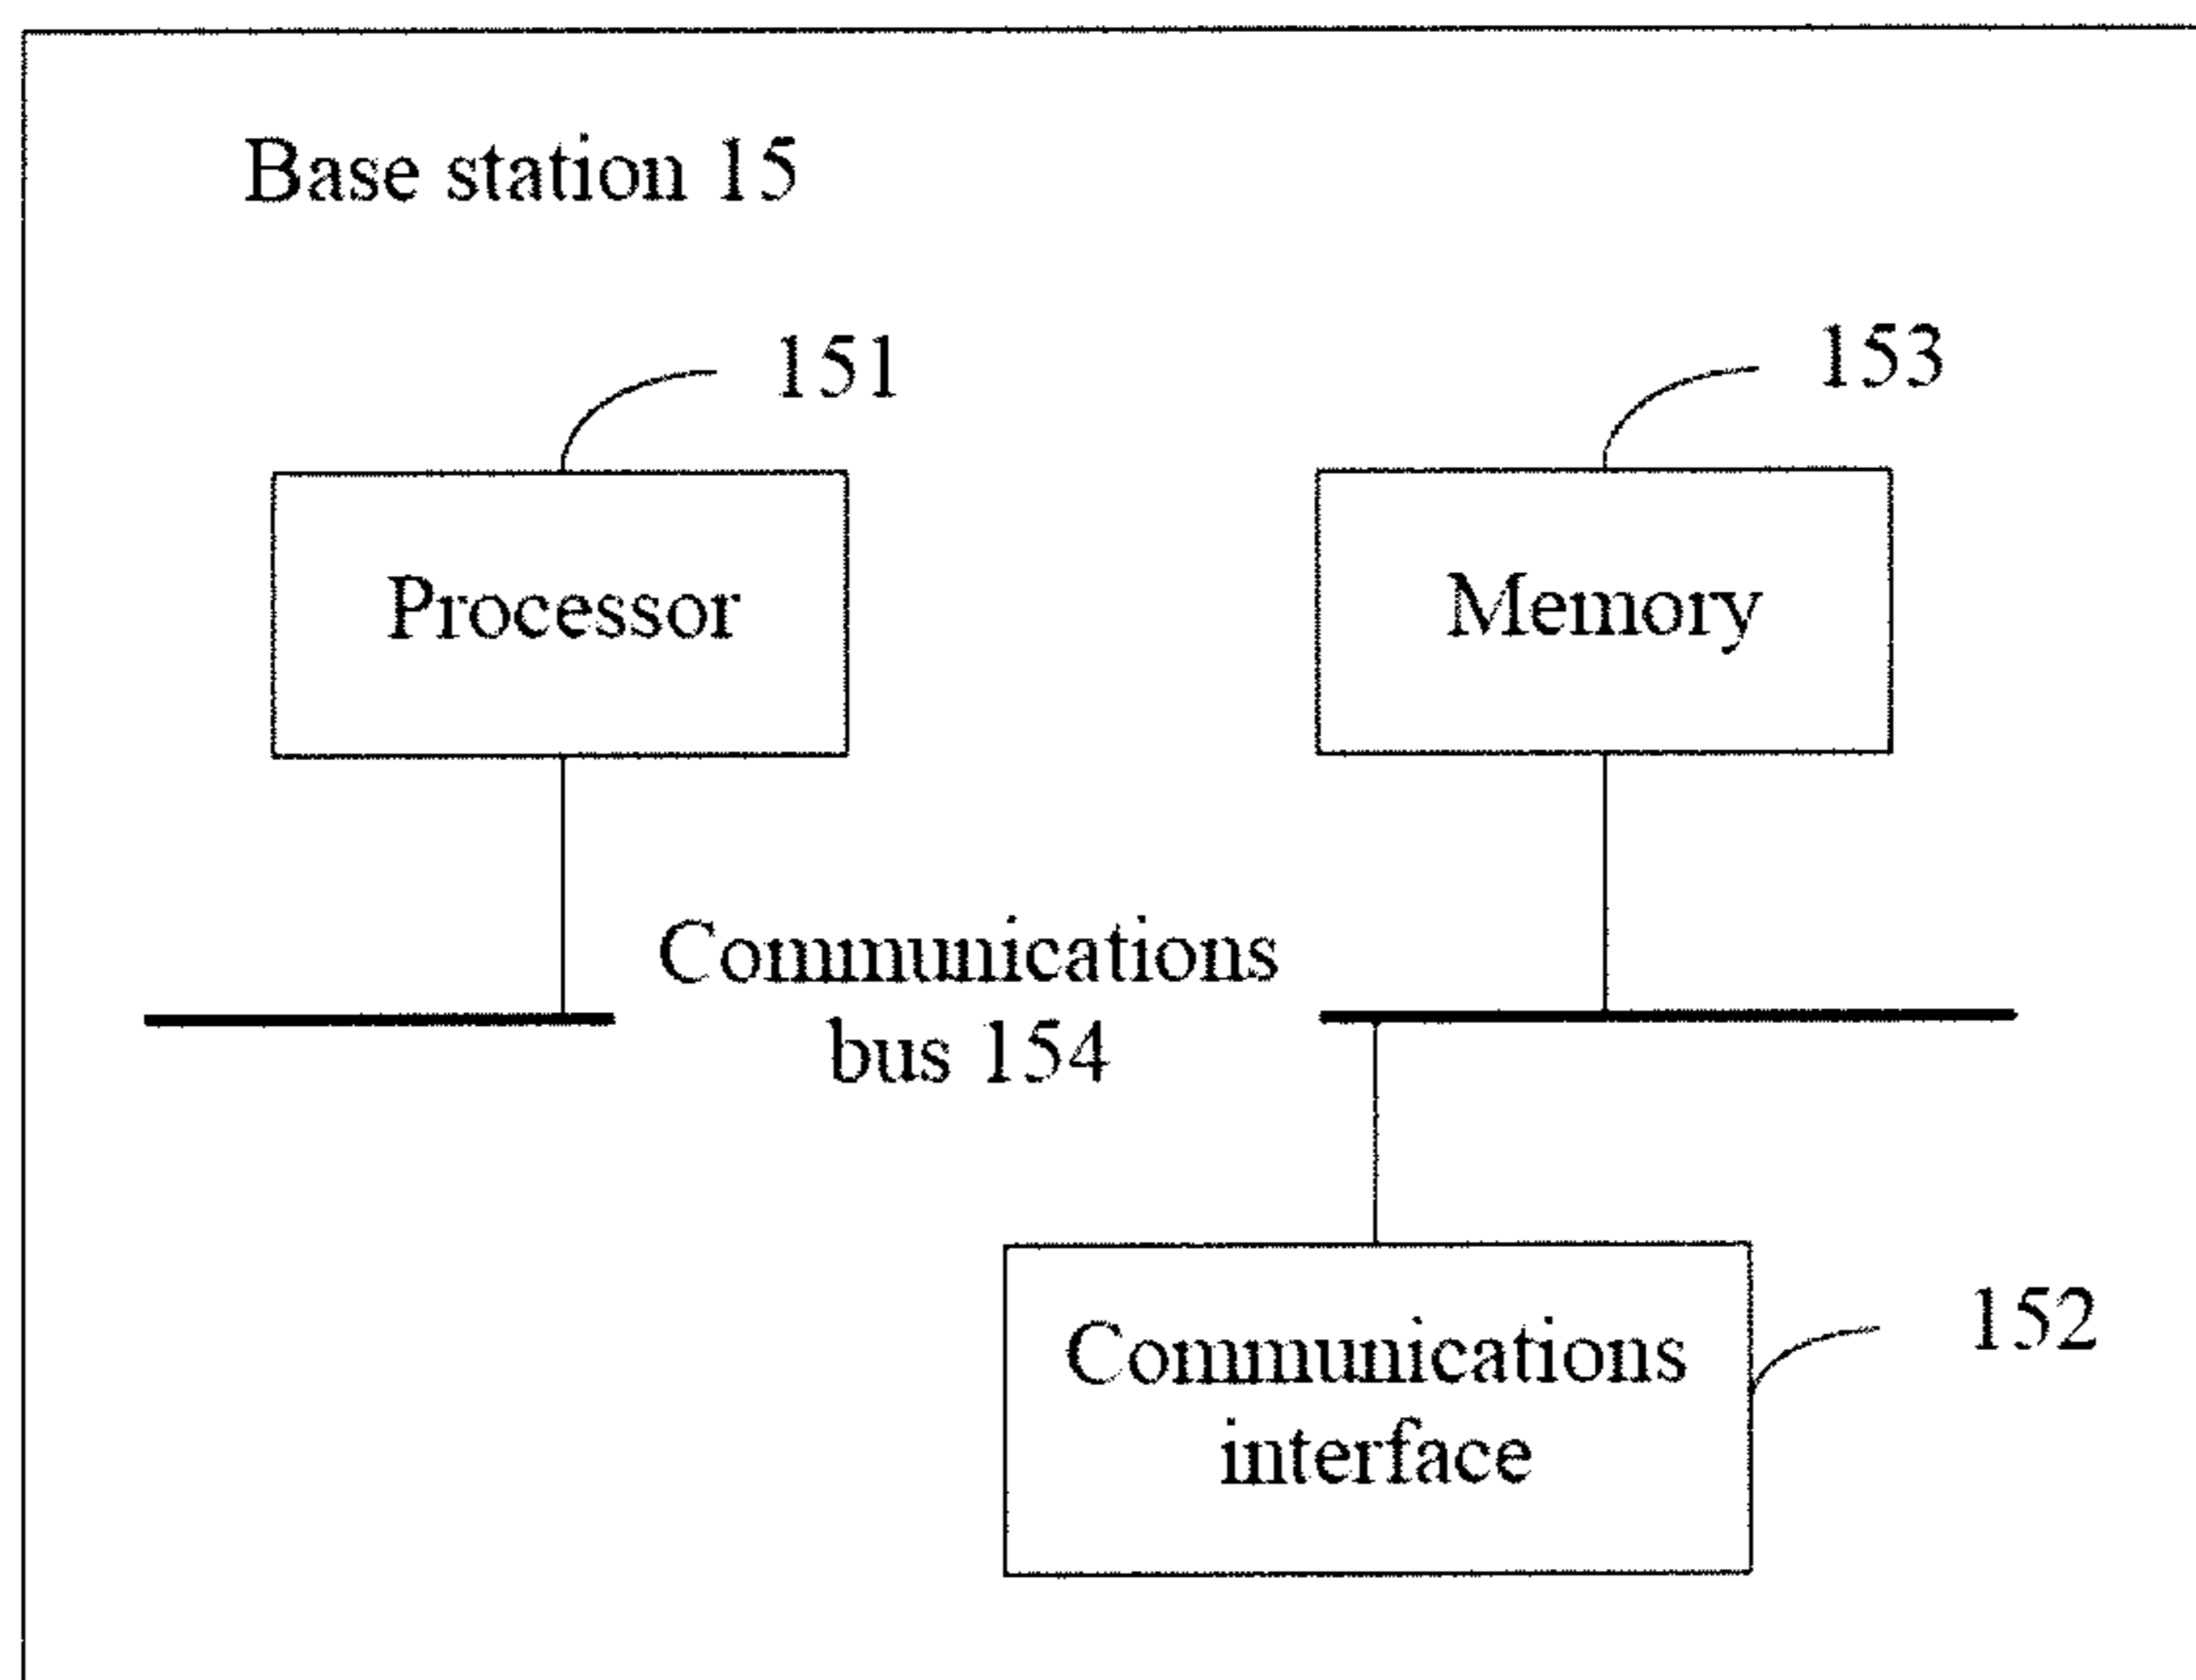 Base station 15
151
153
Processor
Memory
Communications
bus 154
152
Communications
interface